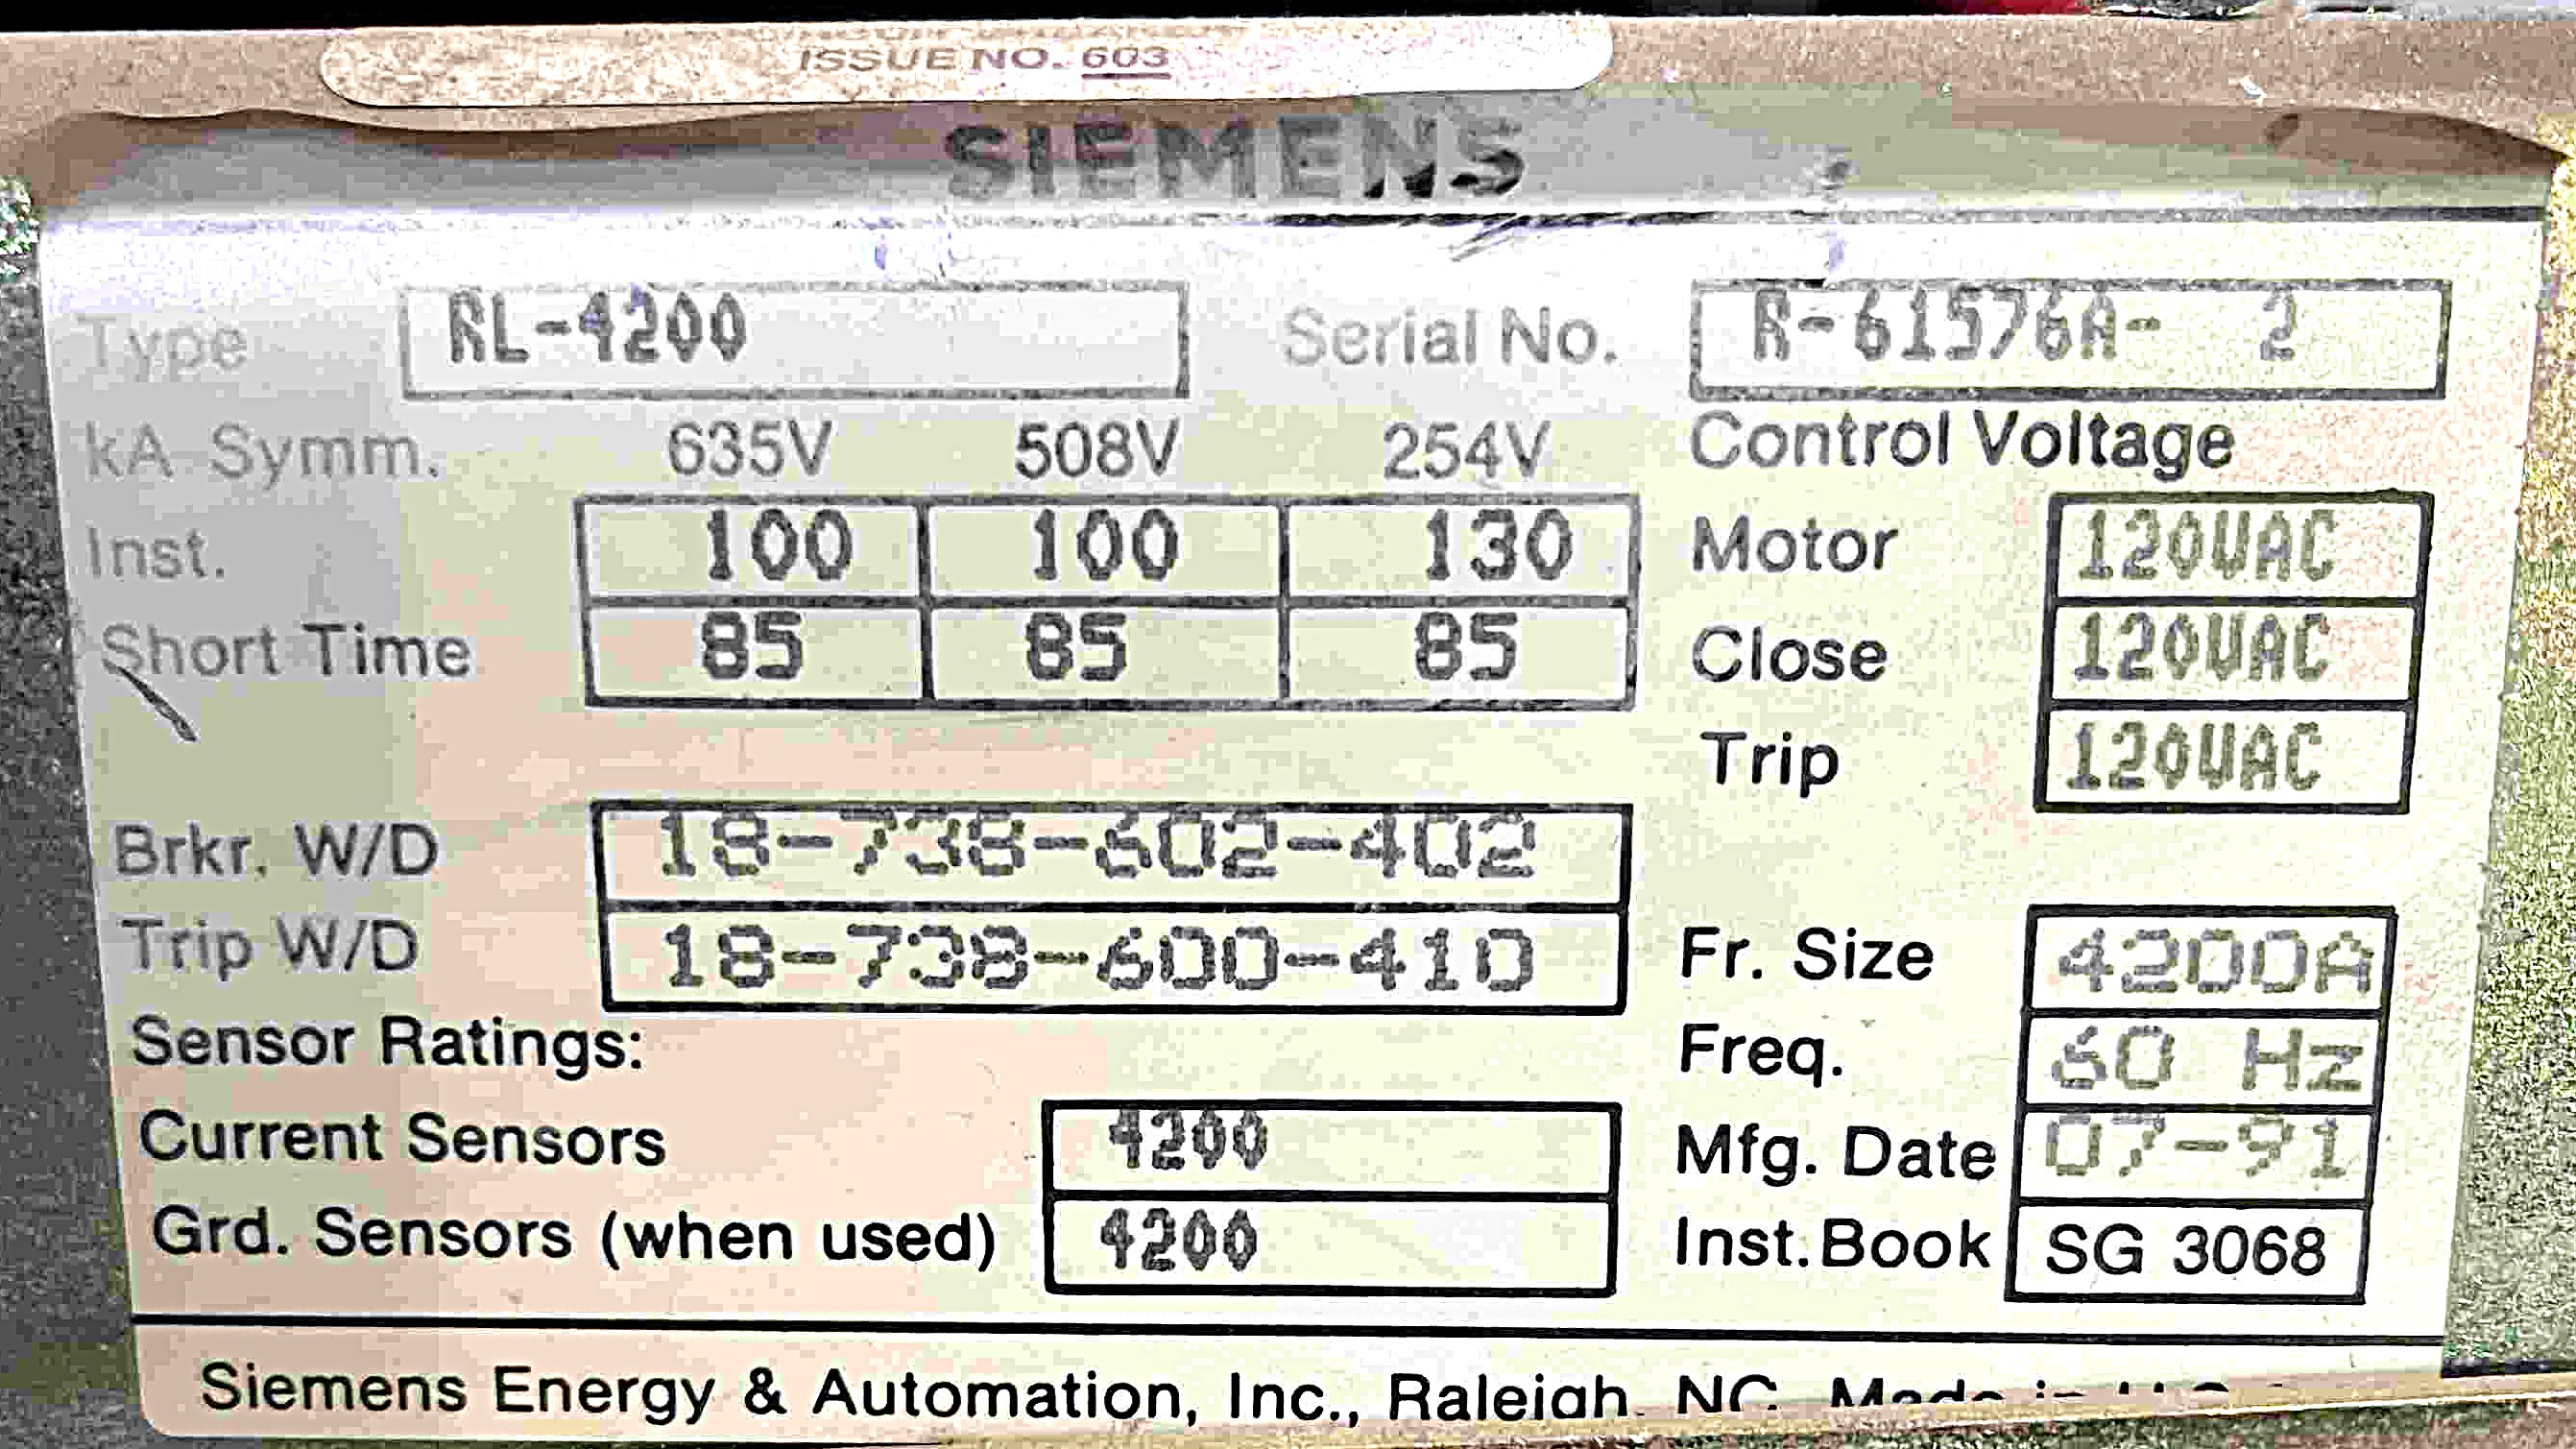 ISSUE NO. 603
SIEMENS
Type RL-4200 Serial No. R-61576A- 2
kA Symm. 635V 508V 254V Control Voltage
Inst. 100 100 130 Motor 120VAC
Short Time 85 85 85 Close 120VAC
Trip 120VAC
Brkr. W/D 18-738-602-402
Trip W/D 18-738-600-410 Fr. Size 4200A
Sensor Ratings: Freq. 60 Hz
Current Sensors 4200 Mfg. Date 07-91
Grd. Sensors (when used) 4200 Inst. Book SG 3068
Siemens Energy & Automation, Inc., Raleigh, NC Made in